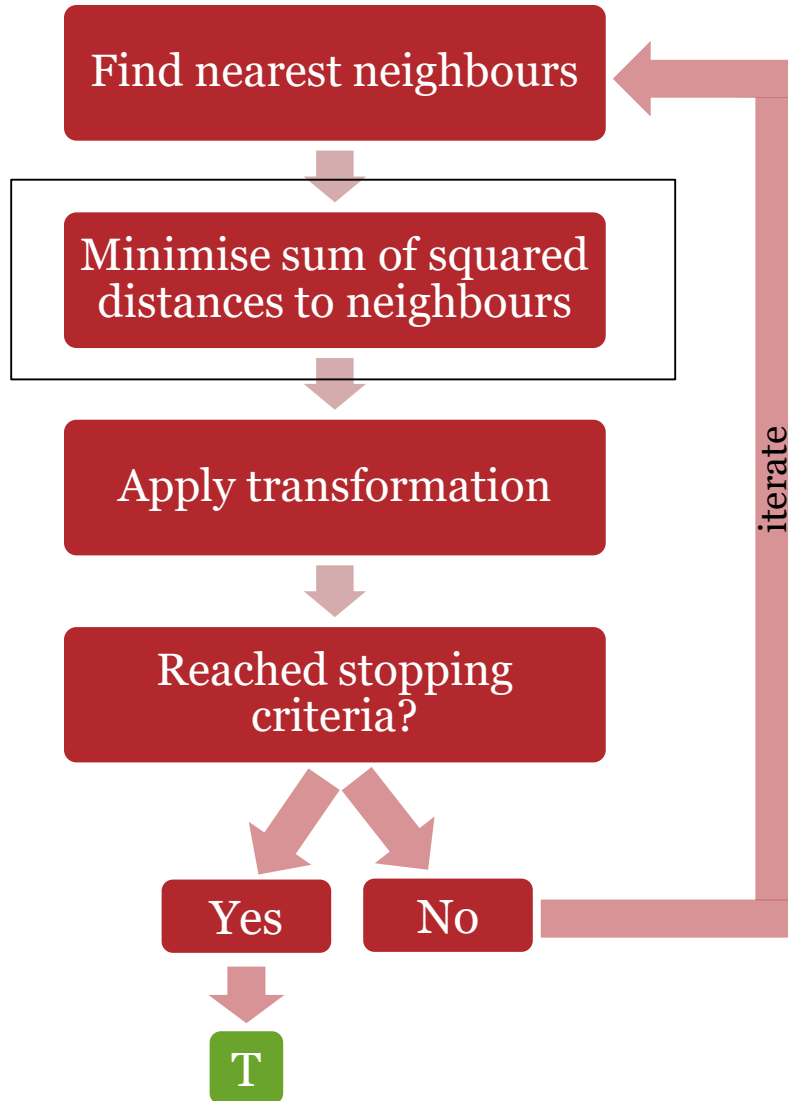 Find nearest neighbours
Minimise sum of squared
distances to neighbours
Apply transformation
iterate
Reached stopping
criteria?
Yes
No
T